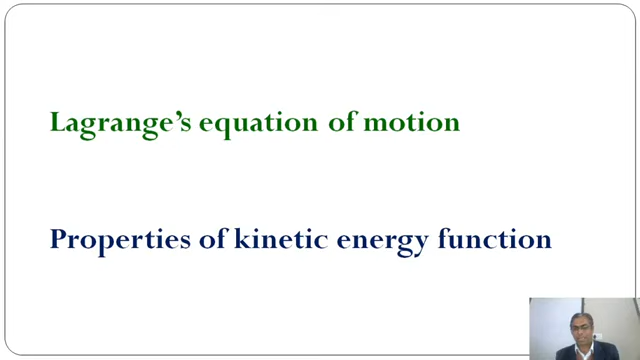 Lagrange's equation of motion
Properties of kinetic energy function